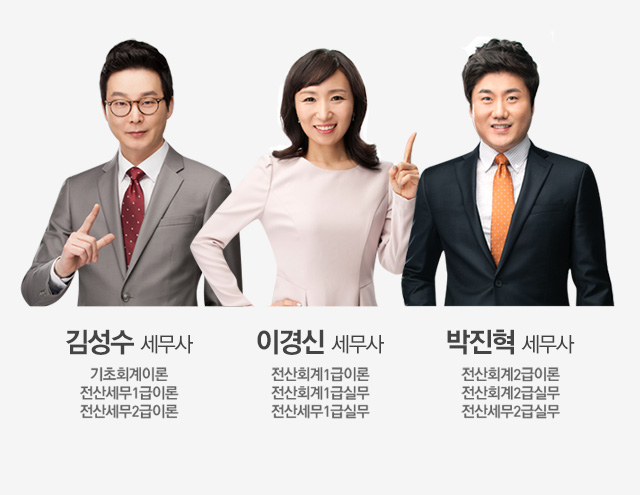 김성수 세무사
기초회계이론
전산세무1급이론
전산세무2급이론
이경신 세무사
전산회계1급이론
전산회계1급실무
전산세무1급실무
박진혁 세무사
전산회계2급이론
전산회계2급실무
전산세무2급실무